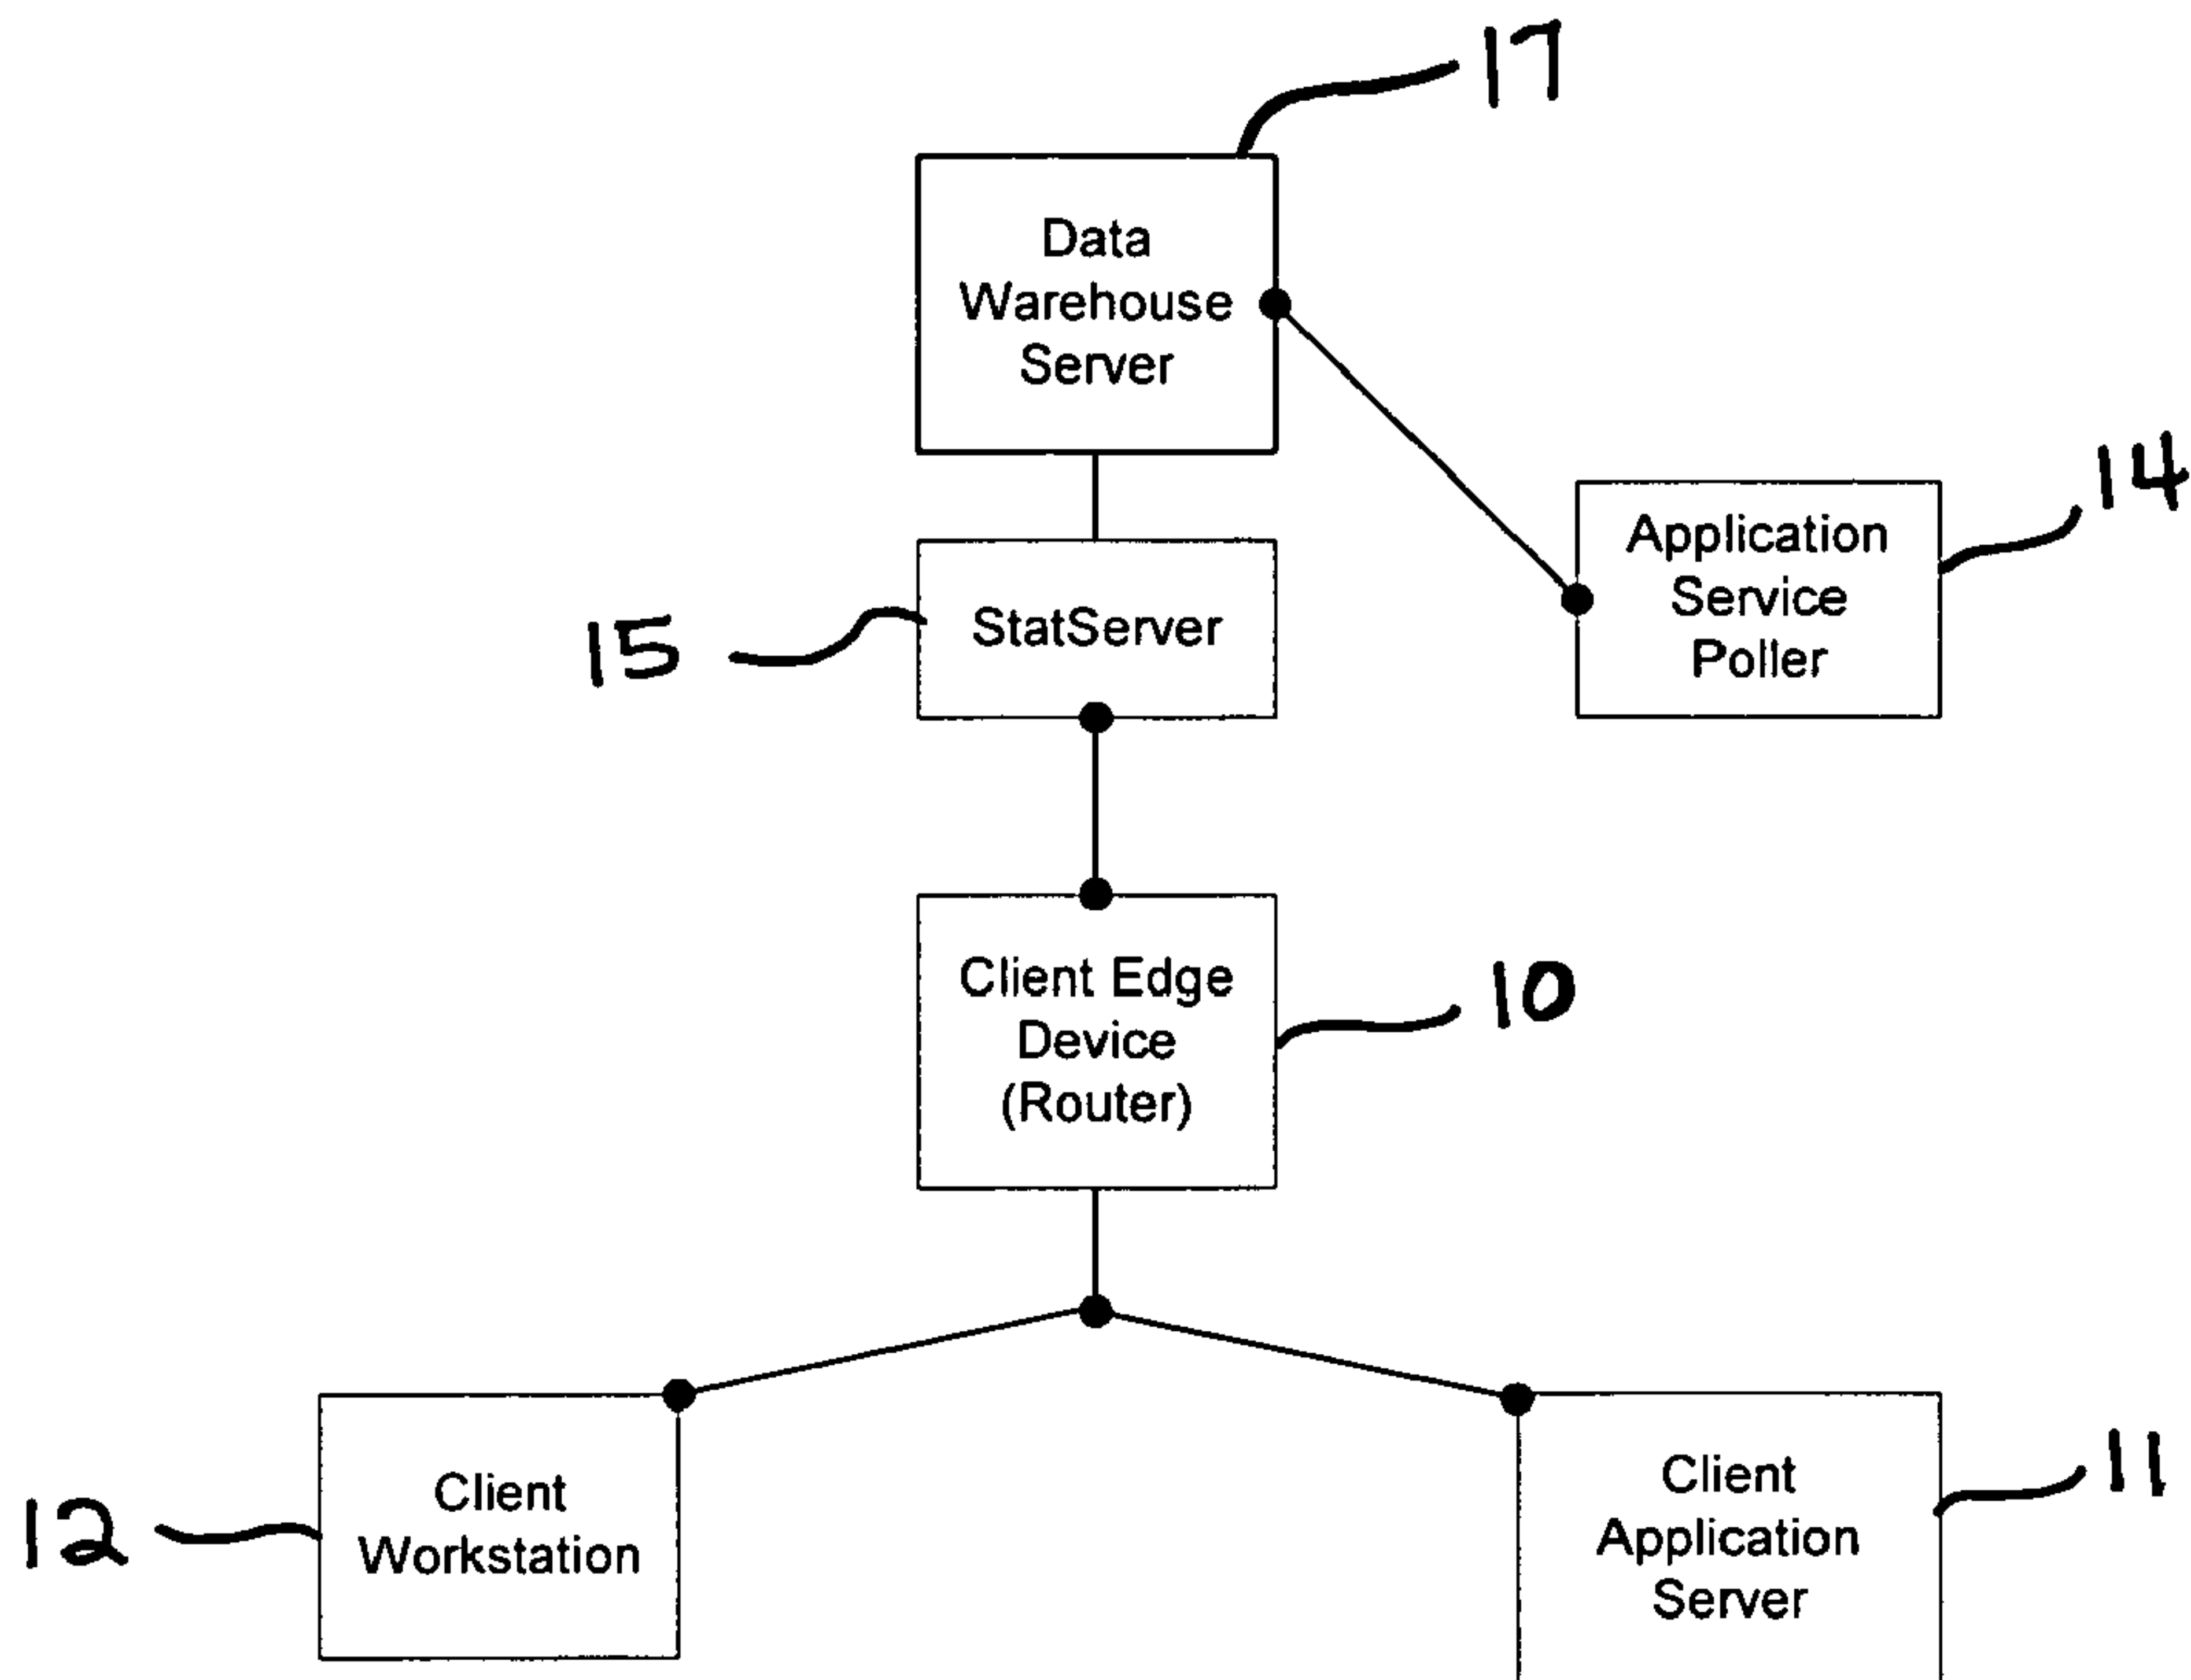 17
Data
Warehouse
Server
14
Application
Service
Poller
15
StatServer
Client Edge
Device
(Router)
10
12
Client
Workstation
Client
Application
Server
11